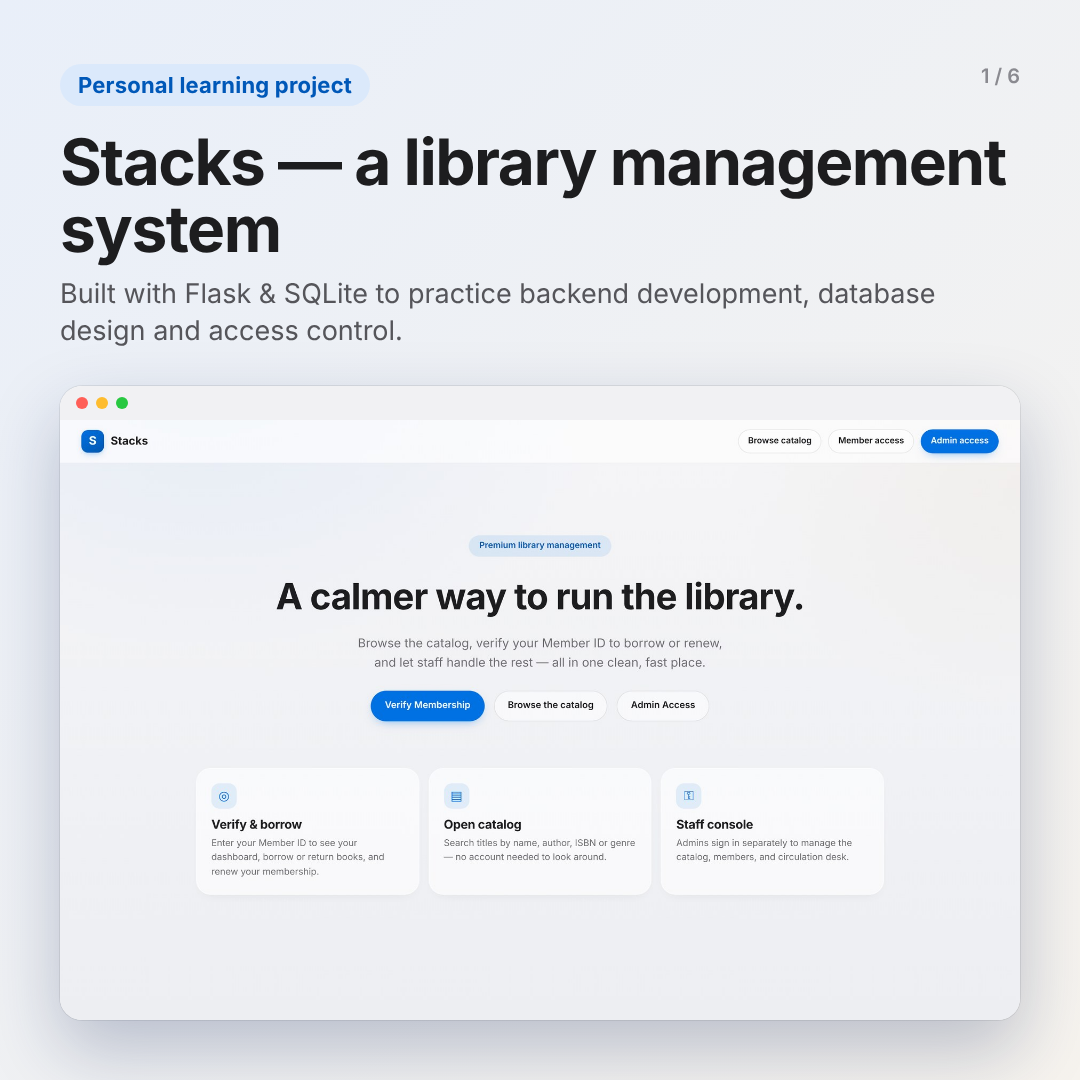 Personal learning project
1 / 6
Stacks — a library management
system
Built with Flask & SQLite to practice backend development, database
design and access control.
S Stacks
Browse catalog Member access Admin access
Premium library management
A calmer way to run the library.
Browse the catalog, verify your Member ID to borrow or renew,
and let staff handle the rest — all in one clean, fast place.
Verify Membership Browse the catalog Admin Access
Verify & borrow
Enter your Member ID to see your
dashboard, borrow or return books, and
renew your membership.
Open catalog
Search titles by name, author, ISBN or genre
— no account needed to look around.
Staff console
Admins sign in separately to manage the
catalog, members, and circulation desk.